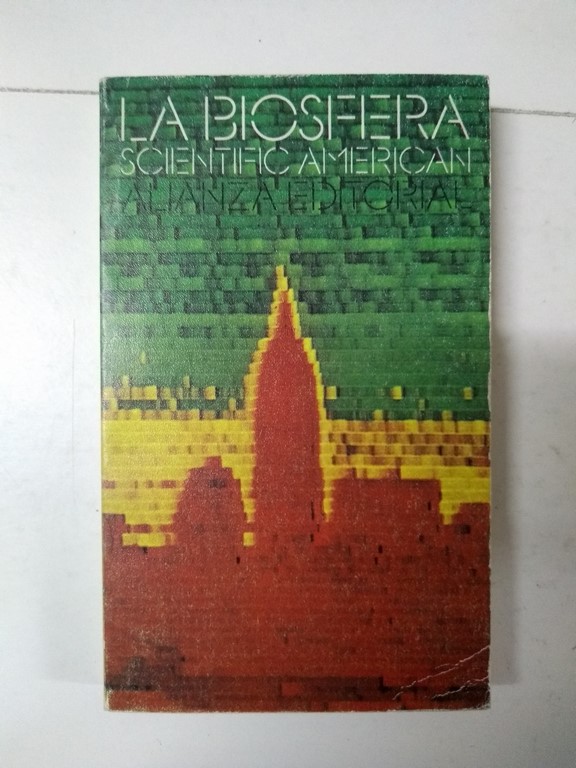 LA BIOSFERA
SCIENTIFIC AMERICAN
ALIANZA EDITORIAL